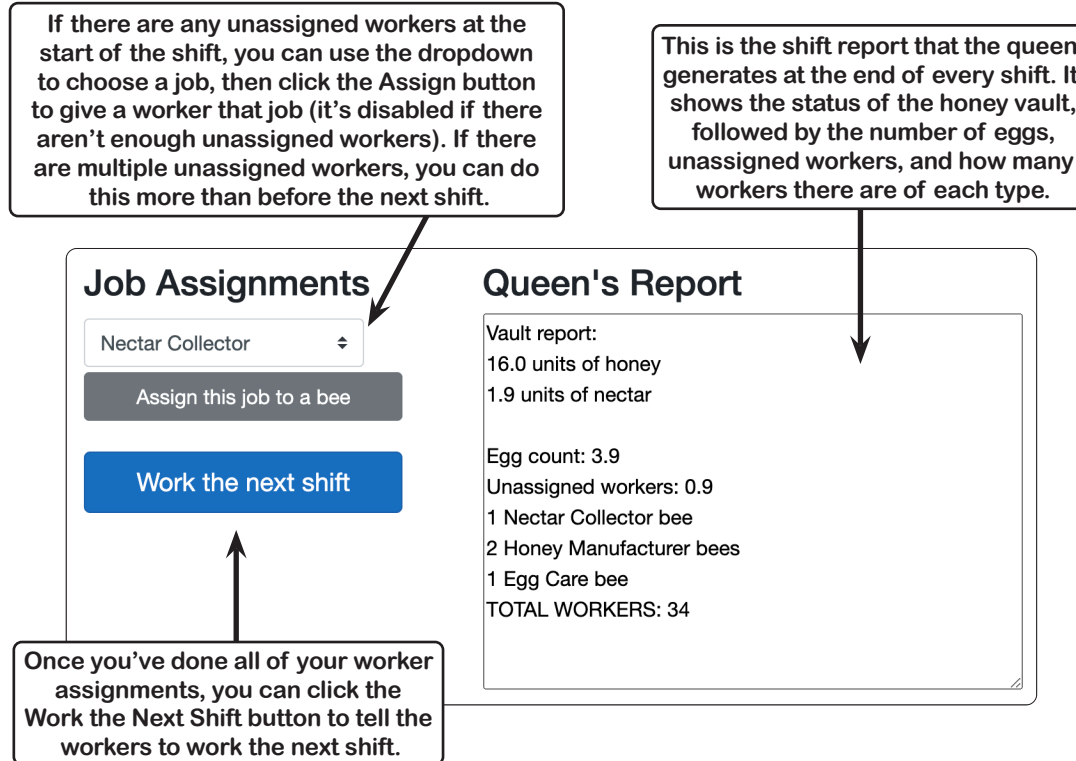 If there are any unassigned workers at the
start of the shift, you can use the dropdown
to choose a job, then click the Assign button
to give a worker that job (it’s disabled if there
aren’t enough unassigned workers). If there
are multiple unassigned workers, you can do
this more than before the next shift.
This is the shift report that the queen
generates at the end of every shift. It
shows the status of the honey vault,
followed by the number of eggs,
unassigned workers, and how many
workers there are of each type.
Job Assignments
Nectar Collector
Assign this job to a bee
Work the next shift
Queen's Report
Vault report:
16.0 units of honey
1.9 units of nectar
Egg count: 3.9
Unassigned workers: 0.9
1 Nectar Collector bee
2 Honey Manufacturer bees
1 Egg Care bee
TOTAL WORKERS: 34
Once you’ve done all of your worker
assignments, you can click the
Work the Next Shift button to tell the
workers to work the next shift.